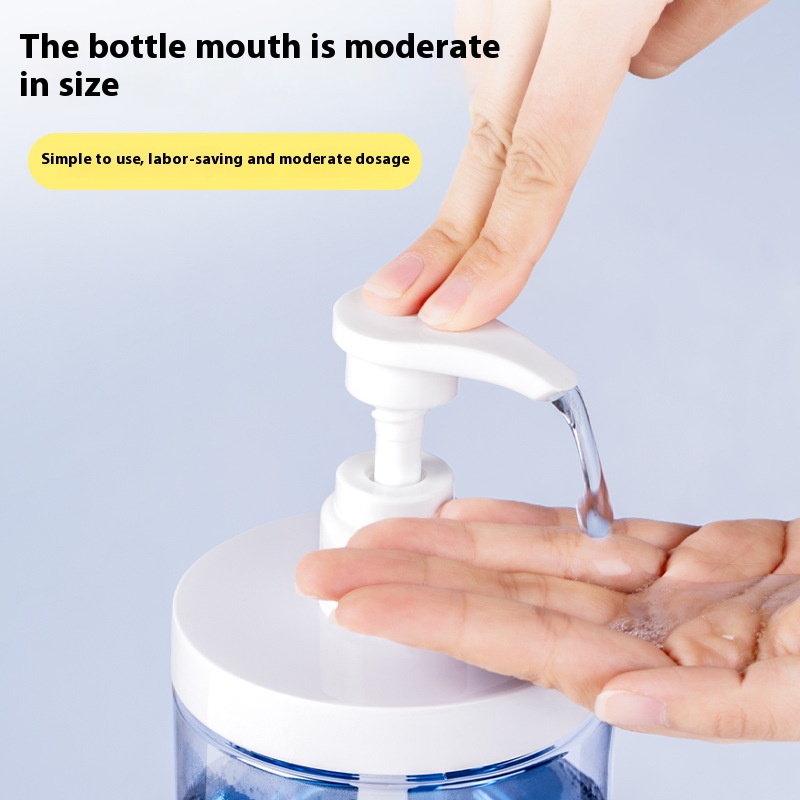 The bottle mouth is moderate
in size
Simple to use, labor-saving and moderate dosage